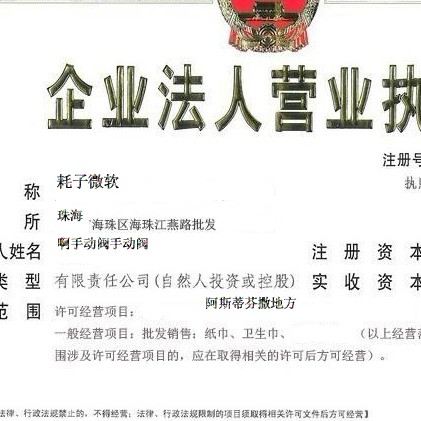 企业法人营业执
注册号
执
称 耗子微软
所 珠海 海珠区海珠江燕路批发
人姓名 啊手动阀手动阀 注册资本
类型 有限责任公司(自然人投资或控股) 实收资本
范围 许可经营项目： 阿斯蒂芬撒地方
一般经营项目：批发销售：纸巾、卫生巾、 (以上经营
围涉及许可经营项目的，应在取得相关的许可后方可经营)。
法律、行政法规禁止的，不得经营；法律、行政法规限制的项目须取得相关许可文件后方可经营】